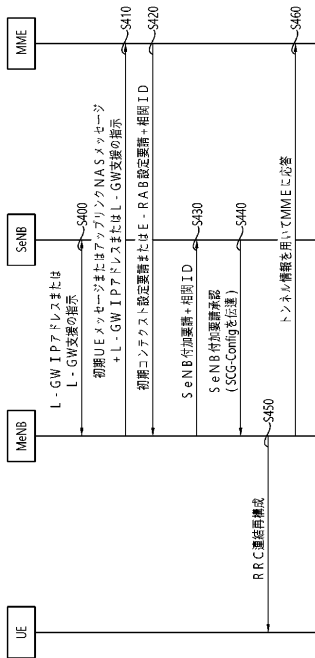 UE
MeNB
SeNB
MME
L-GW IPアドレスまたは
L-GW支援の指示
S400
初期UEメッセージまたはアップリンクNASメッセージ
+L-GW IPアドレスまたはL-GW支援の指示
S410
初期コンテクスト設定要請またはE-RAB設定要請+相関ID
S420
SeNB付加要請+相関ID
S430
SeNB付加要請承認
(SCG-Configを伝達)
S440
RRC連結再構成
S450
トンネル情報を用いてMMEに応答
S460